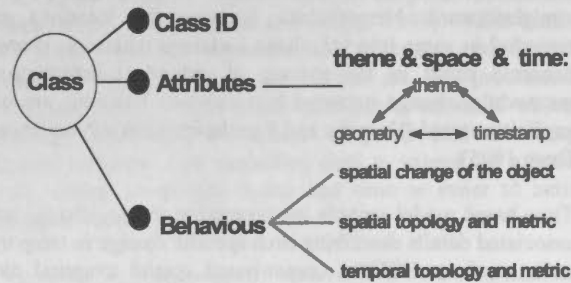 Class ID
Class
Attributes
theme & space & time:
theme
geometry
timestamp
spatial change of the object
Behavious
spatial topology and metric
temporal topology and metric